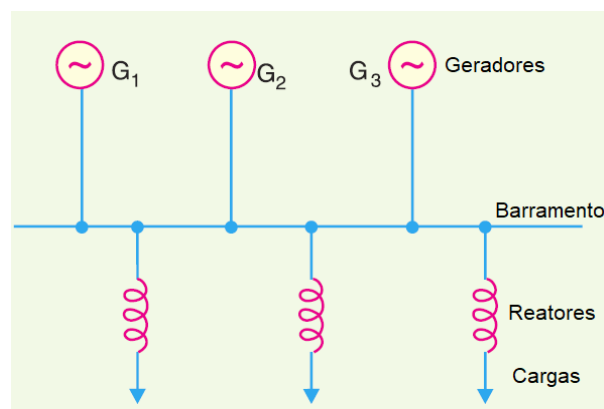 G₁
G₂
G₃ Geradores
Barramento
Reatores
Cargas